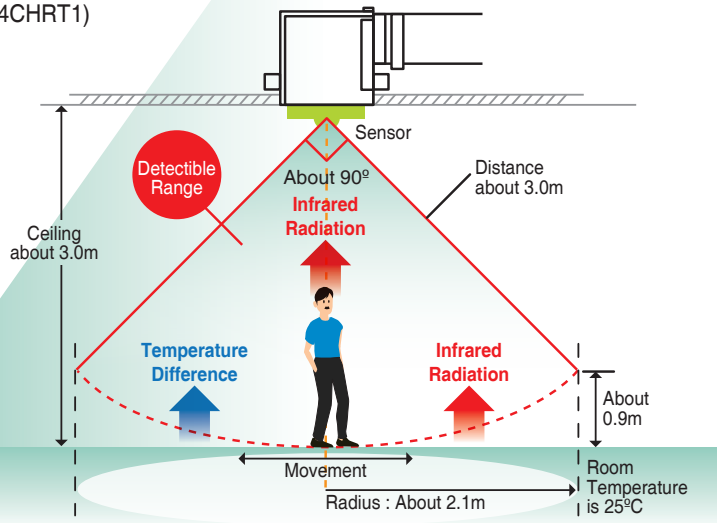 4CHRT1)
Sensor
Detectible
Range
About 90º
Distance
about 3.0m
Infrared
Radiation
Ceiling
about 3.0m
Temperature
Difference
Infrared
Radiation
About
0.9m
Movement
Radius : About 2.1m
Room
Temperature
is 25ºC